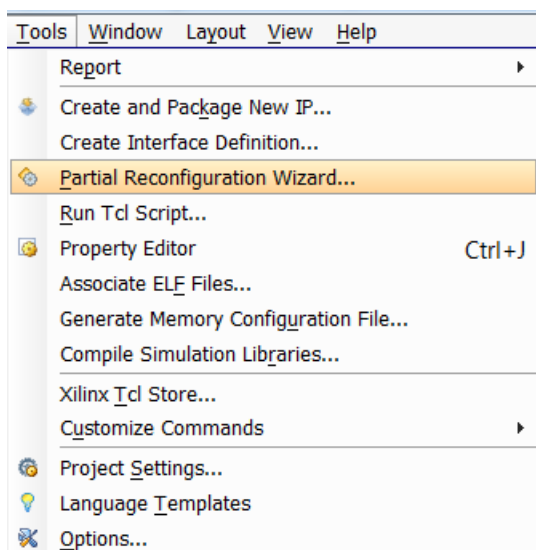 Tools Window Layout View Help
Report
Create and Package New IP...
Create Interface Definition...
Partial Reconfiguration Wizard...
Run Tcl Script...
Property Editor Ctrl+J
Associate ELF Files...
Generate Memory Configuration File...
Compile Simulation Libraries...
Xilinx Tcl Store...
Customize Commands
Project Settings...
Language Templates
Options...